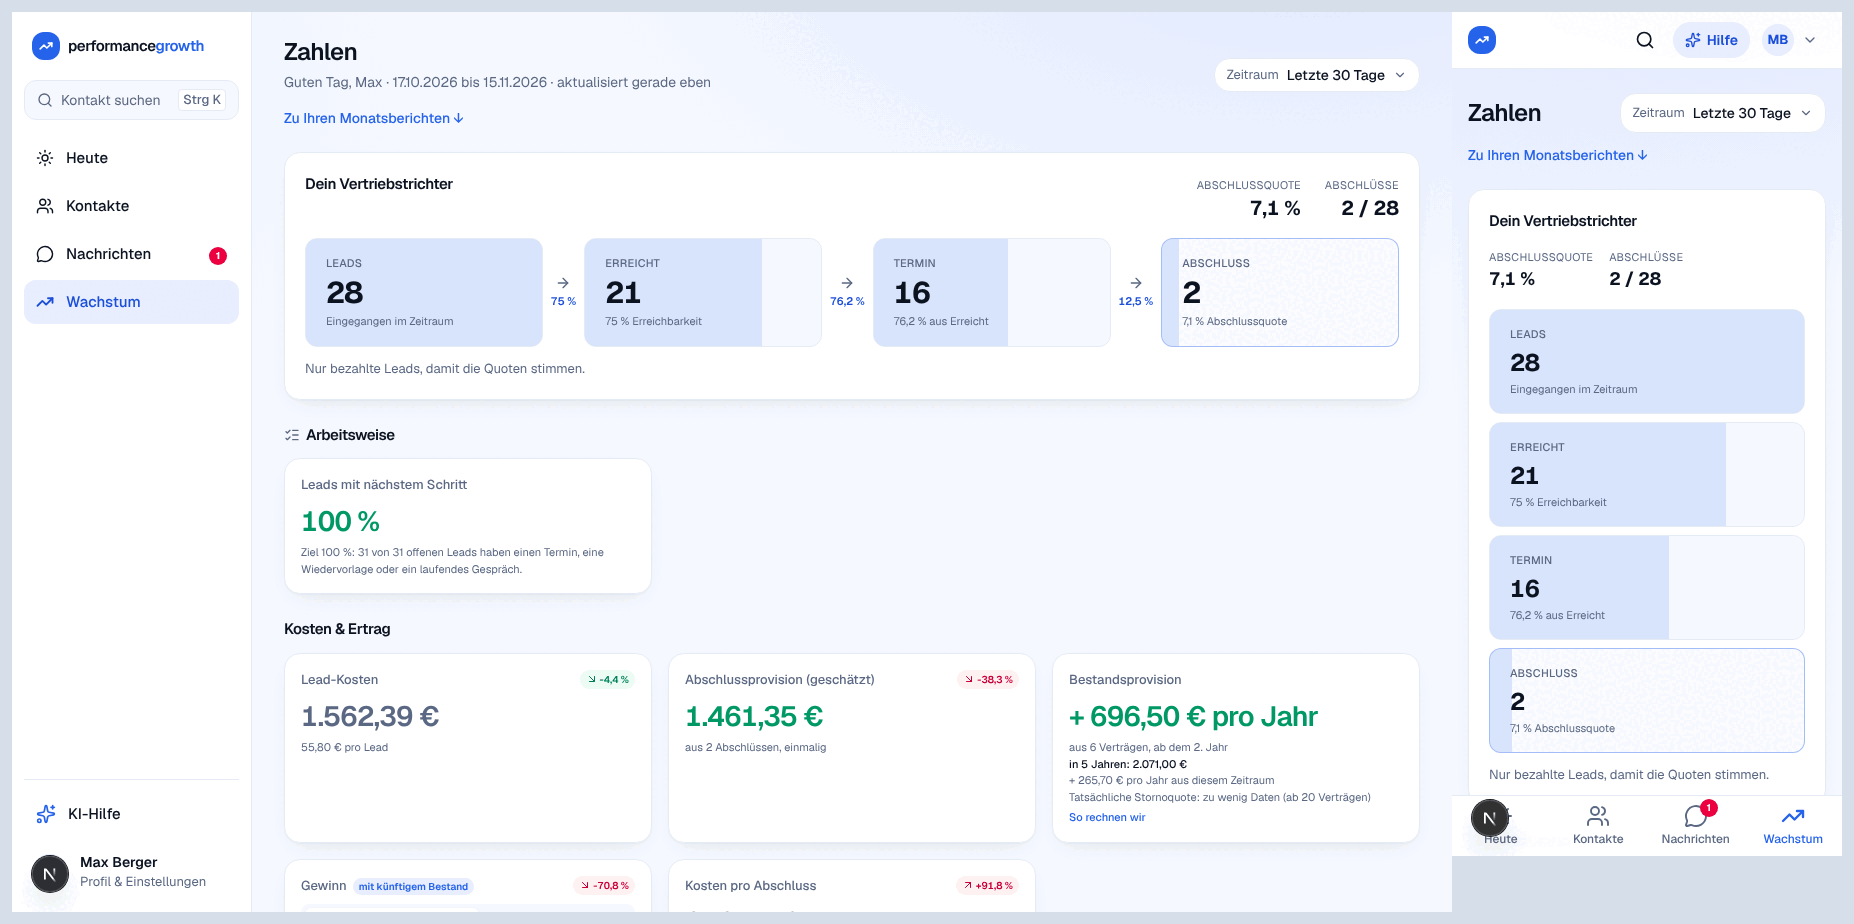 performancegrowth
Kontakt suchen Strg K
Heute
Kontakte
Nachrichten 1
Wachstum
KI-Hilfe
N
Max Berger
Profil & Einstellungen
Zahlen
Guten Tag, Max · 17.10.2026 bis 15.11.2026 · aktualisiert gerade eben
Zeitraum Letzte 30 Tage
Zu Ihren Monatsberichten ↓
Dein Vertriebstrichter
ABSCHLUSSQUOTE ABSCHLÜSSE
7,1 % 2 / 28
LEADS
28
Eingegangen im Zeitraum
→
75 %
ERREICHT
21
75 % Erreichbarkeit
→
76,2 %
TERMIN
16
76,2 % aus Erreicht
→
12,5 %
ABSCHLUSS
2
7,1 % Abschlussquote
Nur bezahlte Leads, damit die Quoten stimmen.
Arbeitsweise
Leads mit nächstem Schritt
100 %
Ziel 100 %: 31 von 31 offenen Leads haben einen Termin, eine
Wiedervorlage oder ein laufendes Gespräch.
Kosten & Ertrag
Lead-Kosten ↘ -4,4 %
1.562,39 €
55,80 € pro Lead
Abschlussprovision (geschätzt) ↘ -38,3 %
1.461,35 €
aus 2 Abschlüssen, einmalig
Bestandsprovision
+ 696,50 € pro Jahr
aus 6 Verträgen, ab dem 2. Jahr
in 5 Jahren: 2.071,00 €
+ 265,70 € pro Jahr aus diesem Zeitraum
Tatsächliche Stornoquote: zu wenig Daten (ab 20 Verträgen)
So rechnen wir
Gewinn mit künftigem Bestand ↘ -70,8 %
Kosten pro Abschluss ↗ +91,8 %
Hilfe MB
Zahlen
Zeitraum Letzte 30 Tage
Zu Ihren Monatsberichten ↓
Dein Vertriebstrichter
ABSCHLUSSQUOTE ABSCHLÜSSE
7,1 % 2 / 28
LEADS
28
Eingegangen im Zeitraum
ERREICHT
21
75 % Erreichbarkeit
TERMIN
16
76,2 % aus Erreicht
ABSCHLUSS
2
7,1 % Abschlussquote
Nur bezahlte Leads, damit die Quoten stimmen.
N 1
Heute Kontakte Nachrichten Wachstum